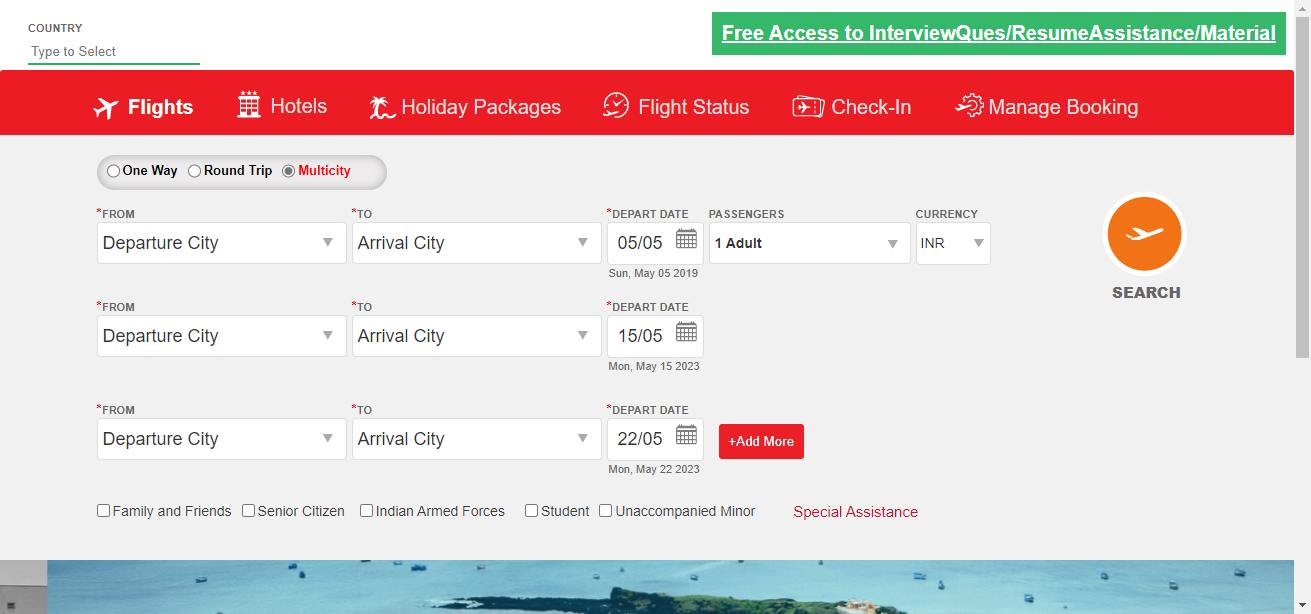 COUNTRY
Type to Select
Free Access to InterviewQues/ResumeAssistance/Material
Flights Hotels Holiday Packages Flight Status Check-In Manage Booking
One Way Round Trip Multicity
*FROM *TO *DEPART DATE PASSENGERS CURRENCY
Departure City Arrival City 05/05 1 Adult INR
Sun, May 05 2019
SEARCH
*FROM *TO *DEPART DATE
Departure City Arrival City 15/05
Mon, May 15 2023
*FROM *TO *DEPART DATE
Departure City Arrival City 22/05 +Add More
Mon, May 22 2023
Family and Friends Senior Citizen Indian Armed Forces Student Unaccompanied Minor Special Assistance